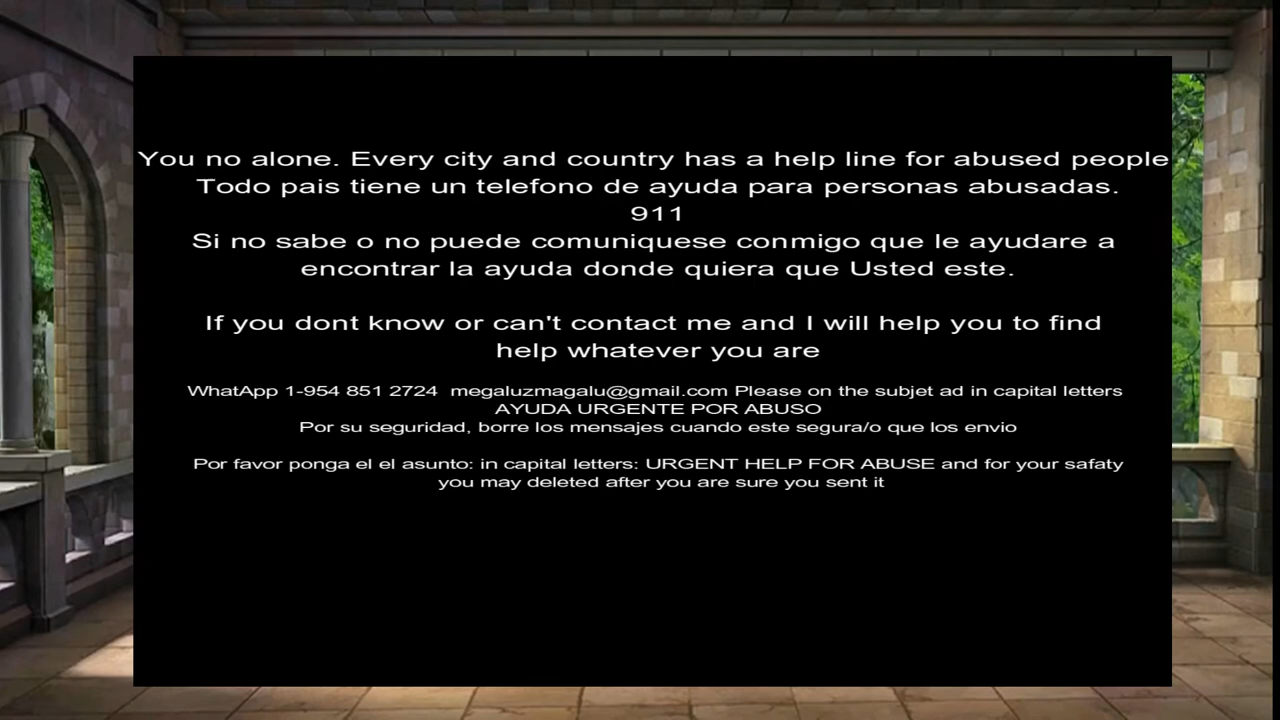 You no alone. Every city and country has a help line for abused people
Todo pais tiene un telefono de ayuda para personas abusadas.
911
Si no sabe o no puede comuniquese conmigo que le ayudare a
encontrar la ayuda donde quiera que Usted este.
If you dont know or can't contact me and I will help you to find
help whatever you are
WhatApp 1-954 851 2724 megaluzmagalu@gmail.com Please on the subjet ad in capital letters
AYUDA URGENTE POR ABUSO
Por su seguridad, borre los mensajes cuando este segura/o que los envio
Por favor ponga el el asunto: in capital letters: URGENT HELP FOR ABUSE and for your safaty
you may deleted after you are sure you sent it